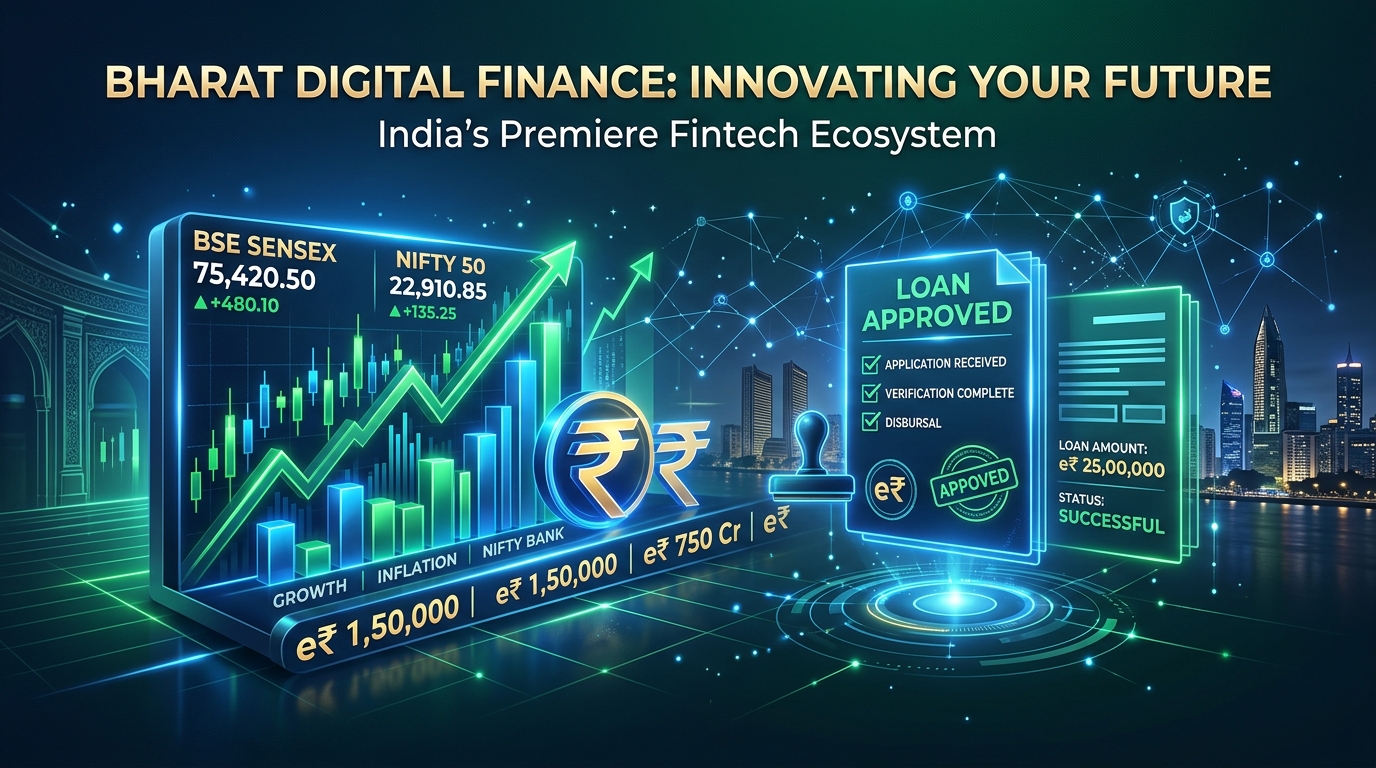 BHARAT DIGITAL FINANCE: INNOVATING YOUR FUTURE
India's Premiere Fintech Ecosystem
BSE SENSEX
75,420.50
▲+480.10
NIFTY 50
22,910.85
▲+135.25
GROWTH | INFLATION | NIFTY BANK
e₹ 1,50,000 | e₹ 1,50,000 | e₹ 750 Cr | e₹
₹ ₹
LOAN
APPROVED
APPLICATION RECEIVED
VERIFICATION COMPLETE
DISBURSAL
e₹
APPOVED
LOAN AMOUNT:
e₹ 25,00,000
STATUS:
SUCCESSFUL